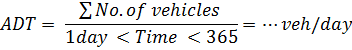 ADT = ∑ No. of vehicles / 1day < Time < 365 = ⋯ veh/day